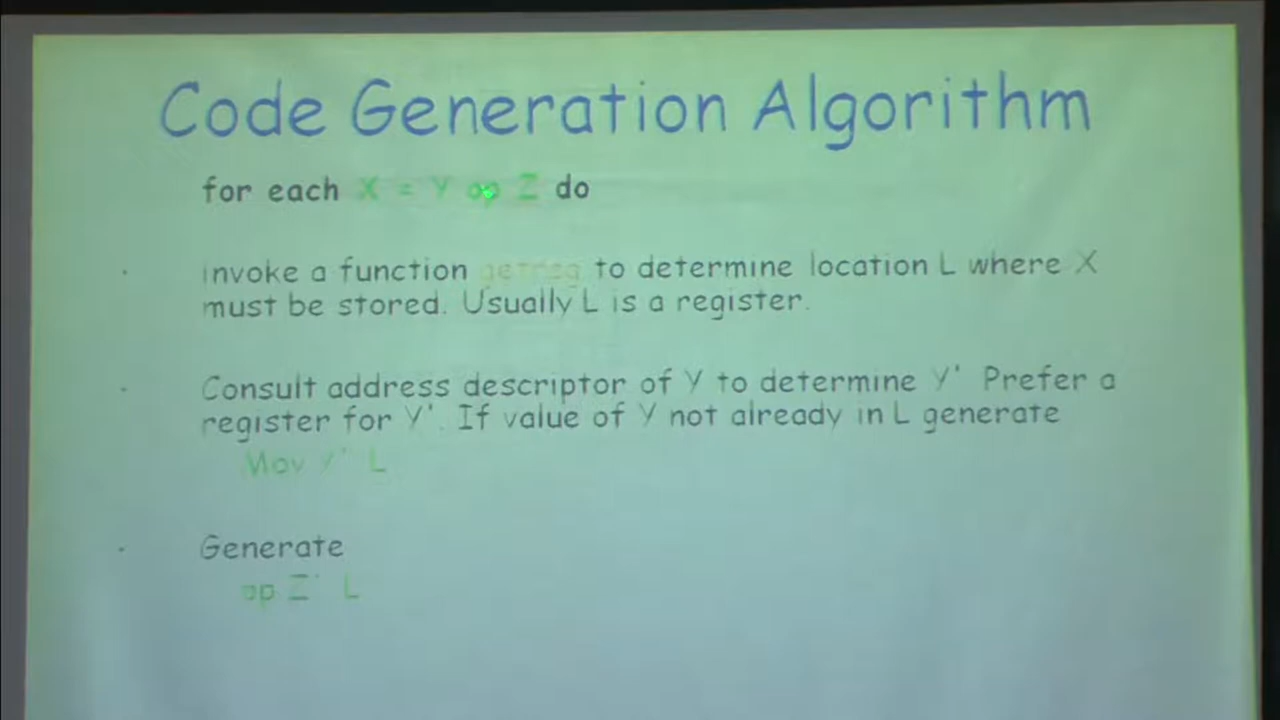 Code Generation Algorithm
for each X = Y op Z do
invoke a function getreg to determine location L where X
must be stored. Usually L is a register.
Consult address descriptor of Y to determine Y' Prefer a
register for Y'. If value of Y not already in L generate
Mov Y' L
Generate
op Z' L